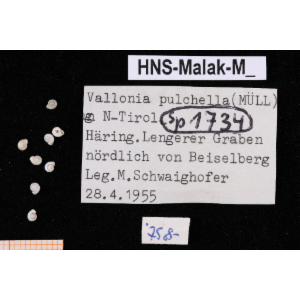 HNS-Malak-M_
Vallonia pulchella(MÜLL)
g N-Tirol Sp1734
Häring.Lengerer Graben
nördlich von Beiselberg
Leg.M.Schwaighofer
28.4.1955
758-